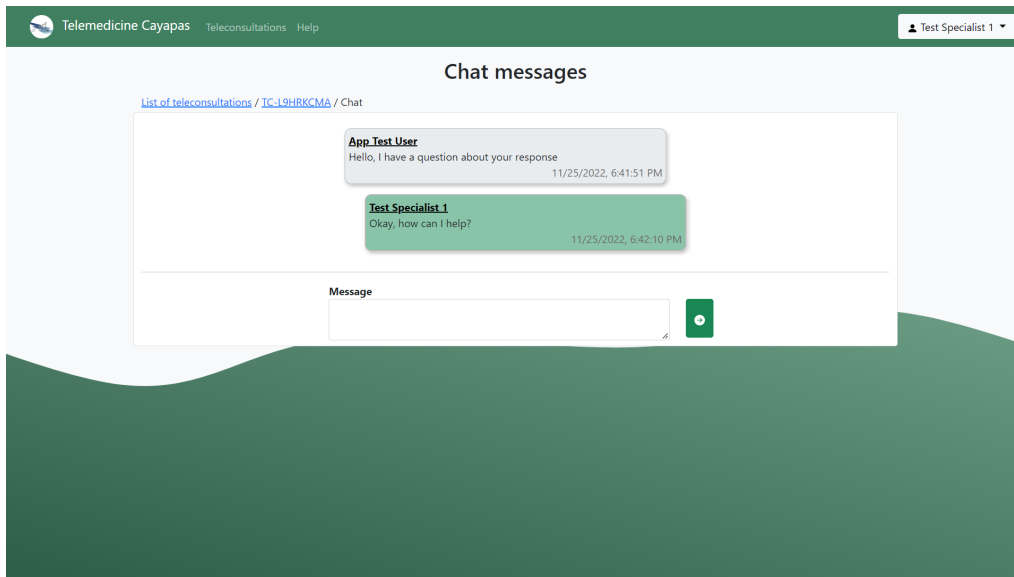 Telemedicine Cayapas Teleconsultations Help Test Specialist 1
Chat messages
List of teleconsultations / TC-L9HRKCMA / Chat
App Test User
Hello, I have a question about your response
11/25/2022, 6:41:51 PM
Test Specialist 1
Okay, how can I help?
11/25/2022, 6:42:10 PM
Message